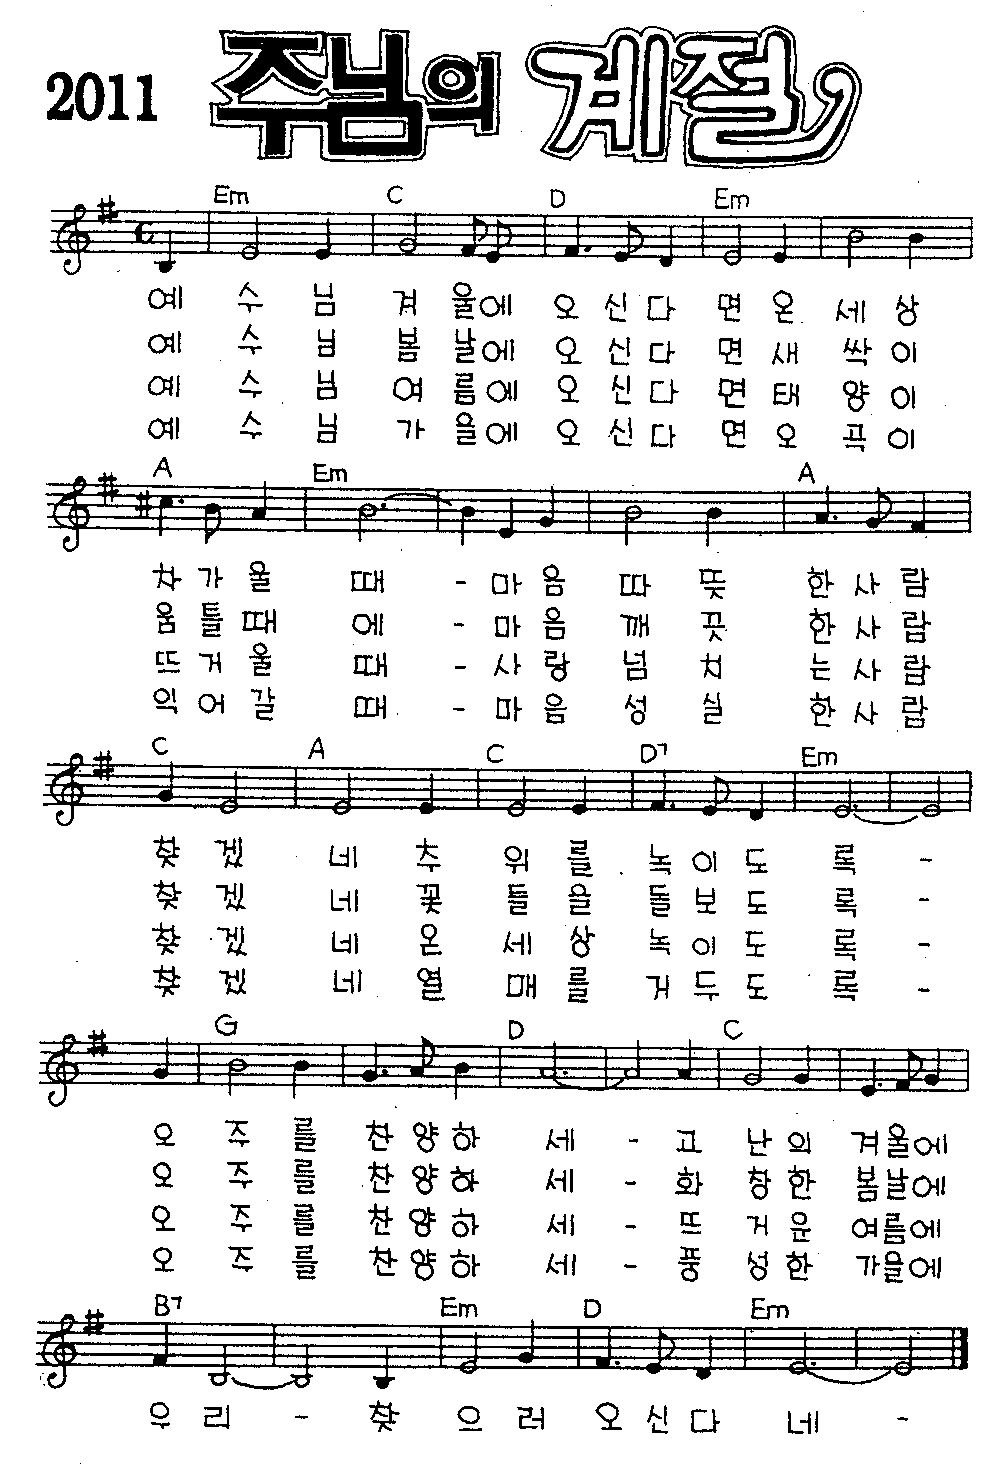 2011 주님의 계절
Em C D Em
예 수 님 겨 울에 오 신 다 면 온 세 상
예 수 님 봄 날에 오 신 다 면 새 싹 이
예 수 님 여 름에 오 신 다 면 태 양 이
예 수 님 가 을에 오 신 다 면 오 곡 이
A Em A
차 가 울 때 - 마 음 따 뜻 한 사 람
움 틀 때 에 - 마 음 깨 끗 한 사 람
뜨 거 울 때 - 사 랑 넘 치 는 사 람
익 어 갈 때 - 마 음 성 실 한 사 람
C A C D7 Em
찾 겠 네 추 위 를 녹 이 도 록 -
찾 겠 네 꽃 들 을 돌 보 도 록 -
찾 겠 네 온 세 상 녹 이 도 록 -
찾 겠 네 열 매 를 거 두 도 록 -
G D C
오 주 를 찬 양 하 세 - 고 난 의 겨울에
오 주 를 찬 양 하 세 - 화 창 한 봄날에
오 주 를 찬 양 하 세 - 뜨 거 운 여름에
오 주 를 찬 양 하 세 - 풍 성 한 가을에
B7 Em D Em
우 리 - 찾 으 러 오 신 다 네 -